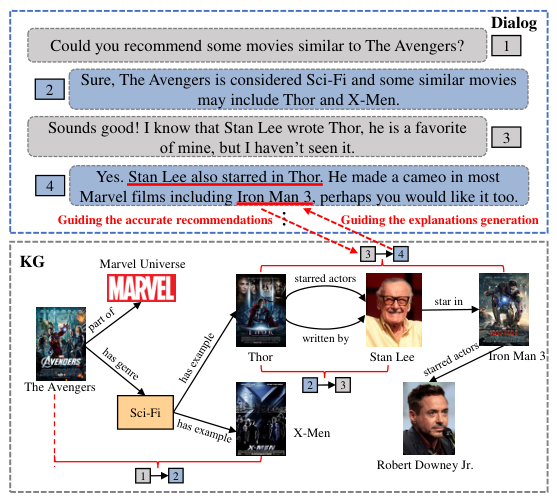 Dialog
Could you recommend some movies similar to The Avengers?
1
2
Sure, The Avengers is considered Sci-Fi and some similar movies
may include Thor and X-Men.
Sounds good! I know that Stan Lee wrote Thor, he is a favorite
of mine, but I haven't seen it.
3
4
Yes. Stan Lee also starred in Thor. He made a cameo in most
Marvel films including Iron Man 3, perhaps you would like it too.
Guiding the accurate recommendations
Guiding the explanations generation
KG
3
4
Marvel Universe
MARVEL
part of
AVENGERS
The Avengers
has genre
Sci-Fi
has example
has example
THOR
Thor
starred actors
written by
Stan Lee
star in
Iron Man 3
starred actors
2
3
X-MEN
X-Men
Robert Downey Jr.
1
2